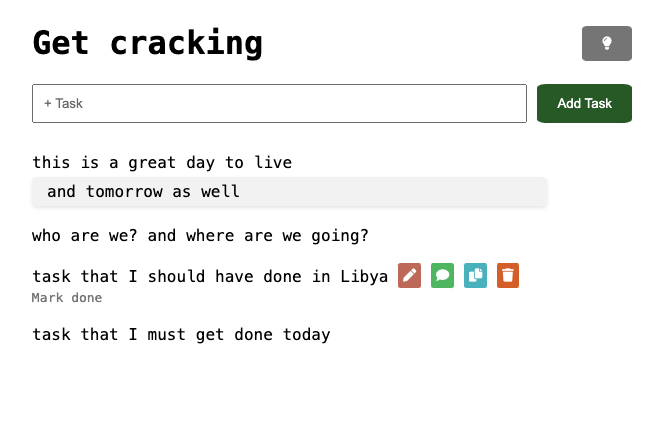 Get cracking
+ Task
Add Task
this is a great day to live
and tomorrow as well
who are we? and where are we going?
task that I should have done in Libya
Mark done
task that I must get done today